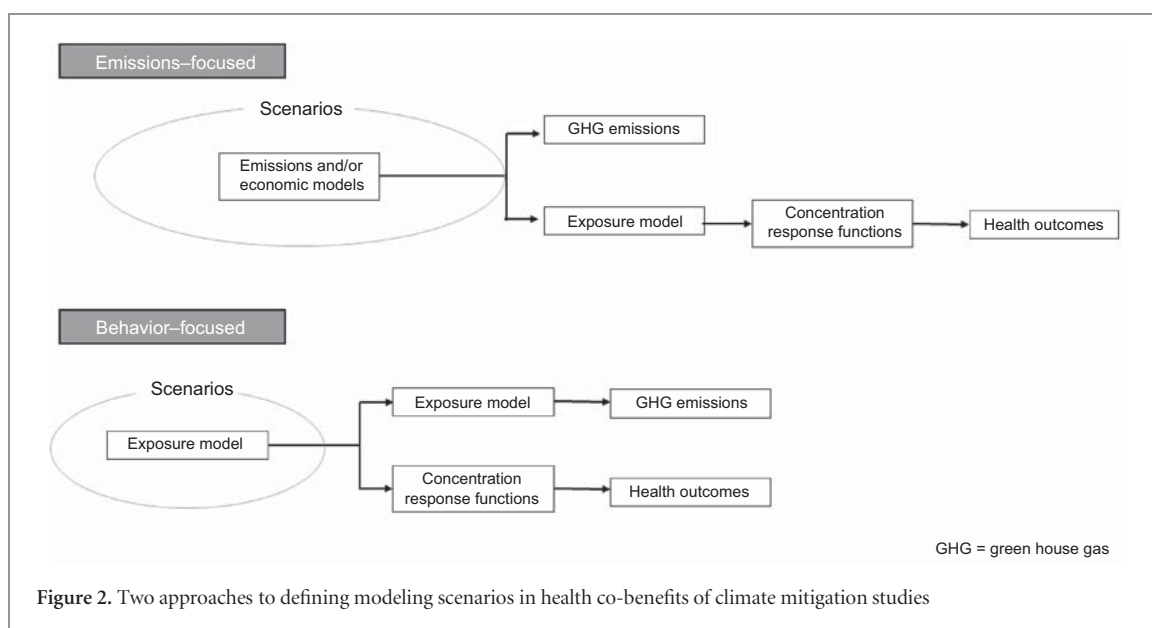 Emissions–focused
Scenarios
Emissions and/or
economic models
GHG emissions
Exposure model
Concentration
response functions
Health outcomes
Behavior–focused
Scenarios
Exposure model
Exposure model
GHG emissions
Concentration
response functions
Health outcomes
GHG = green house gas
Figure 2. Two approaches to defining modeling scenarios in health co-benefits of climate mitigation studies